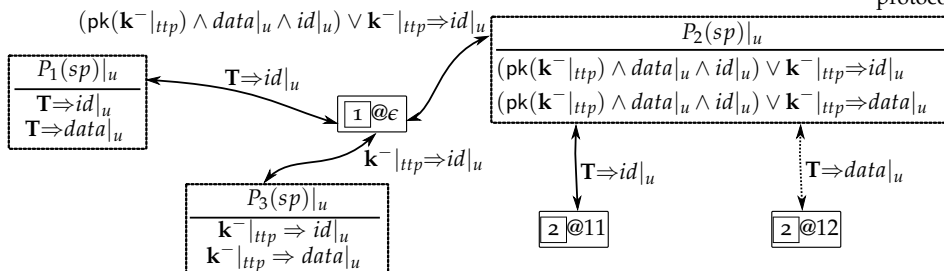 protoco
(pk(k⁻|ttp) ∧ data|u ∧ id|u) ∨ k⁻|ttp⇒id|u
P₂(sp)|u
(pk(k⁻|ttp) ∧ data|u ∧ id|u) ∨ k⁻|ttp⇒id|u
(pk(k⁻|ttp) ∧ data|u ∧ id|u) ∨ k⁻|ttp⇒data|u
P₁(sp)|u
T⇒id|u
T⇒data|u
T⇒id|u
1@ϵ
k⁻|ttp⇒id|u
P₃(sp)|u
k⁻|ttp ⇒ id|u
k⁻|ttp ⇒ data|u
T⇒id|u
T⇒data|u
2@11
2@12